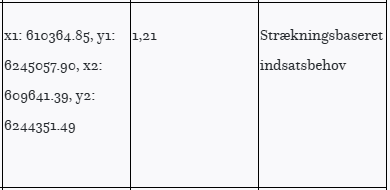 x1: 610364.85, y1: 1,21 Strækningsbaseret
6245057.90, x2: indsatsbehov
609641.39, y2:
6244351.49